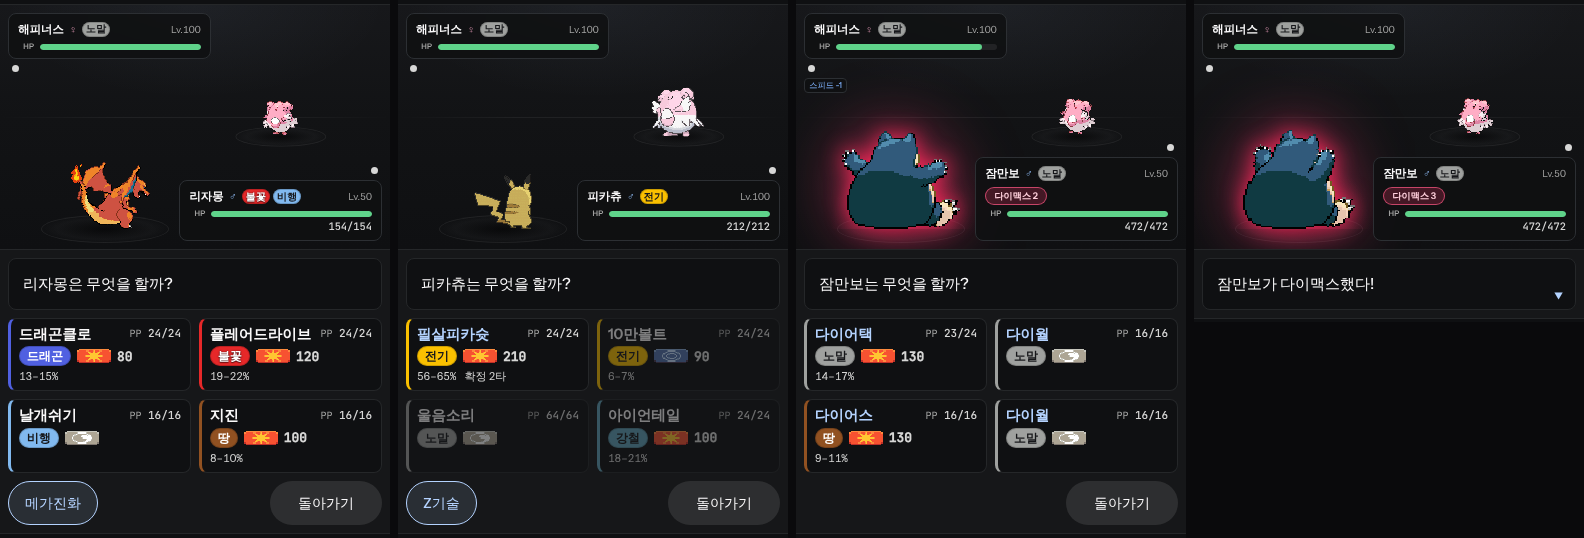 해피너스 ♀ 노말 Lv.100
HP
리자몽 ♂ 불꽃 비행 Lv.50
HP
154/154
리자몽은 무엇을 할까?
드래곤클로 PP 24/24
드래곤 80
13–15%
플레어드라이브 PP 24/24
불꽃 120
19–22%
날개쉬기 PP 16/16
비행
지진 PP 16/16
땅 100
8–10%
메가진화
돌아가기
해피너스 ♀ 노말 Lv.100
HP
피카츄 ♂ 전기 Lv.100
HP
212/212
피카츄는 무엇을 할까?
필살피카슛 PP 24/24
전기 210
56–65% 확정 2타
10만볼트 PP 24/24
전기 90
6–7%
울음소리 PP 64/64
노말
아이언테일 PP 24/24
강철 100
18–21%
Z기술
돌아가기
해피너스 ♀ 노말 Lv.100
HP
스피드 -1
잠만보 ♂ 노말 Lv.50
다이맥스 2
HP
472/472
잠만보는 무엇을 할까?
다이어택 PP 23/24
노말 130
14–17%
다이월 PP 16/16
노말
다이어스 PP 16/16
땅 130
9–11%
다이월 PP 16/16
노말
돌아가기
해피너스 ♀ 노말 Lv.100
HP
잠만보 ♂ 노말 Lv.50
다이맥스 3
HP
472/472
잠만보가 다이맥스했다!